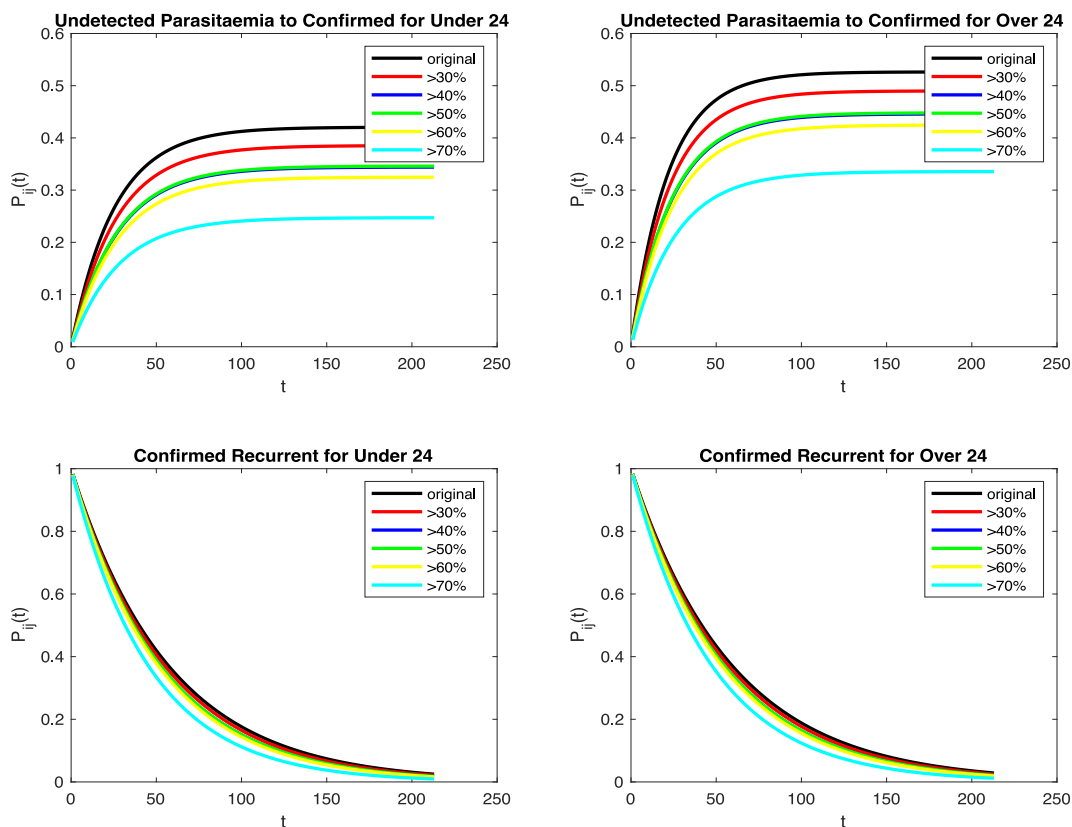 Undetected Parasitaemia to Confirmed for Under 24
0.6
0.5
0.4
0.3
0.2
0.1
0
P_ij(t)
0 50 100 150 200 250
t
original
>30%
>40%
>50%
>60%
>70%
Undetected Parasitaemia to Confirmed for Over 24
0.6
0.5
0.4
0.3
0.2
0.1
0
P_ij(t)
0 50 100 150 200 250
t
original
>30%
>40%
>50%
>60%
>70%
Confirmed Recurrent for Under 24
1
0.8
0.6
0.4
0.2
0
P_ij(t)
0 50 100 150 200 250
t
original
>30%
>40%
>50%
>60%
>70%
Confirmed Recurrent for Over 24
1
0.8
0.6
0.4
0.2
0
P_ij(t)
0 50 100 150 200 250
t
original
>30%
>40%
>50%
>60%
>70%